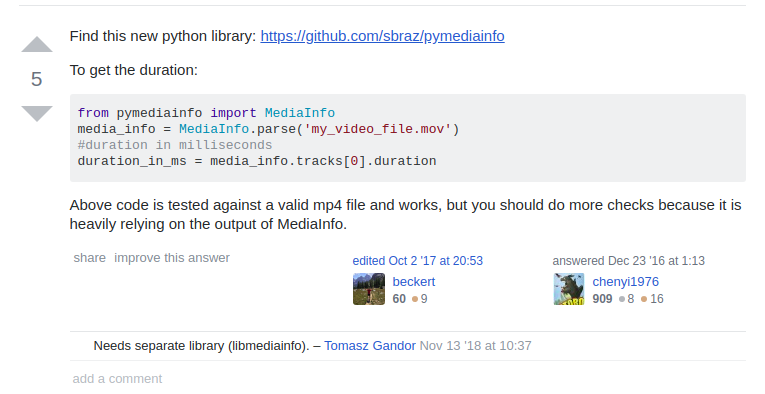 Find this new python library: https://github.com/sbraz/pymediainfo
5
To get the duration:
from pymediainfo import MediaInfo
media_info = MediaInfo.parse('my_video_file.mov')
#duration in milliseconds
duration_in_ms = media_info.tracks[0].duration
Above code is tested against a valid mp4 file and works, but you should do more checks because it is
heavily relying on the output of MediaInfo.
share improve this answer
edited Oct 2 '17 at 20:53
beckert
60 ●9
answered Dec 23 '16 at 1:13
chenyi1976
909 ●8 ●16
Needs separate library (libmediainfo). – Tomasz Gandor Nov 13 '18 at 10:37
add a comment